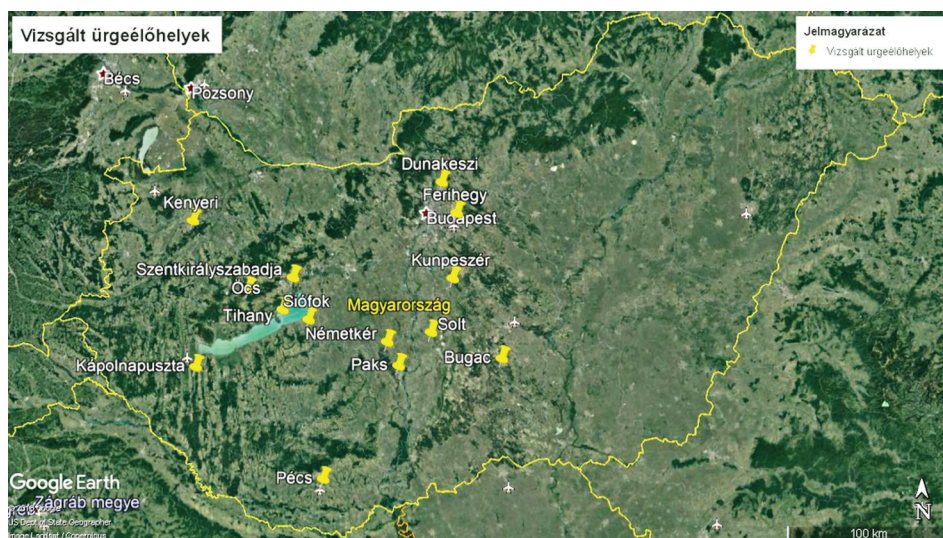 Vizsgált ürgeélőhelyek
Jelmagyarázat
Vizsgált ürgeélőhelyek
Bécs
Pozsony
Dunakeszi
Kenyeri
Ferihegy
Budapest
Szentkirályszabadja
Kunpeszér
Öcs
Siófok
Magyarország
Tihany
Németkér
Solt
Kápolnapuszta
Paks
Bugac
Pécs
Google Earth
Zágráb megye
US Dept of State Geographer
Image Landsat / Copernicus
N
100 km